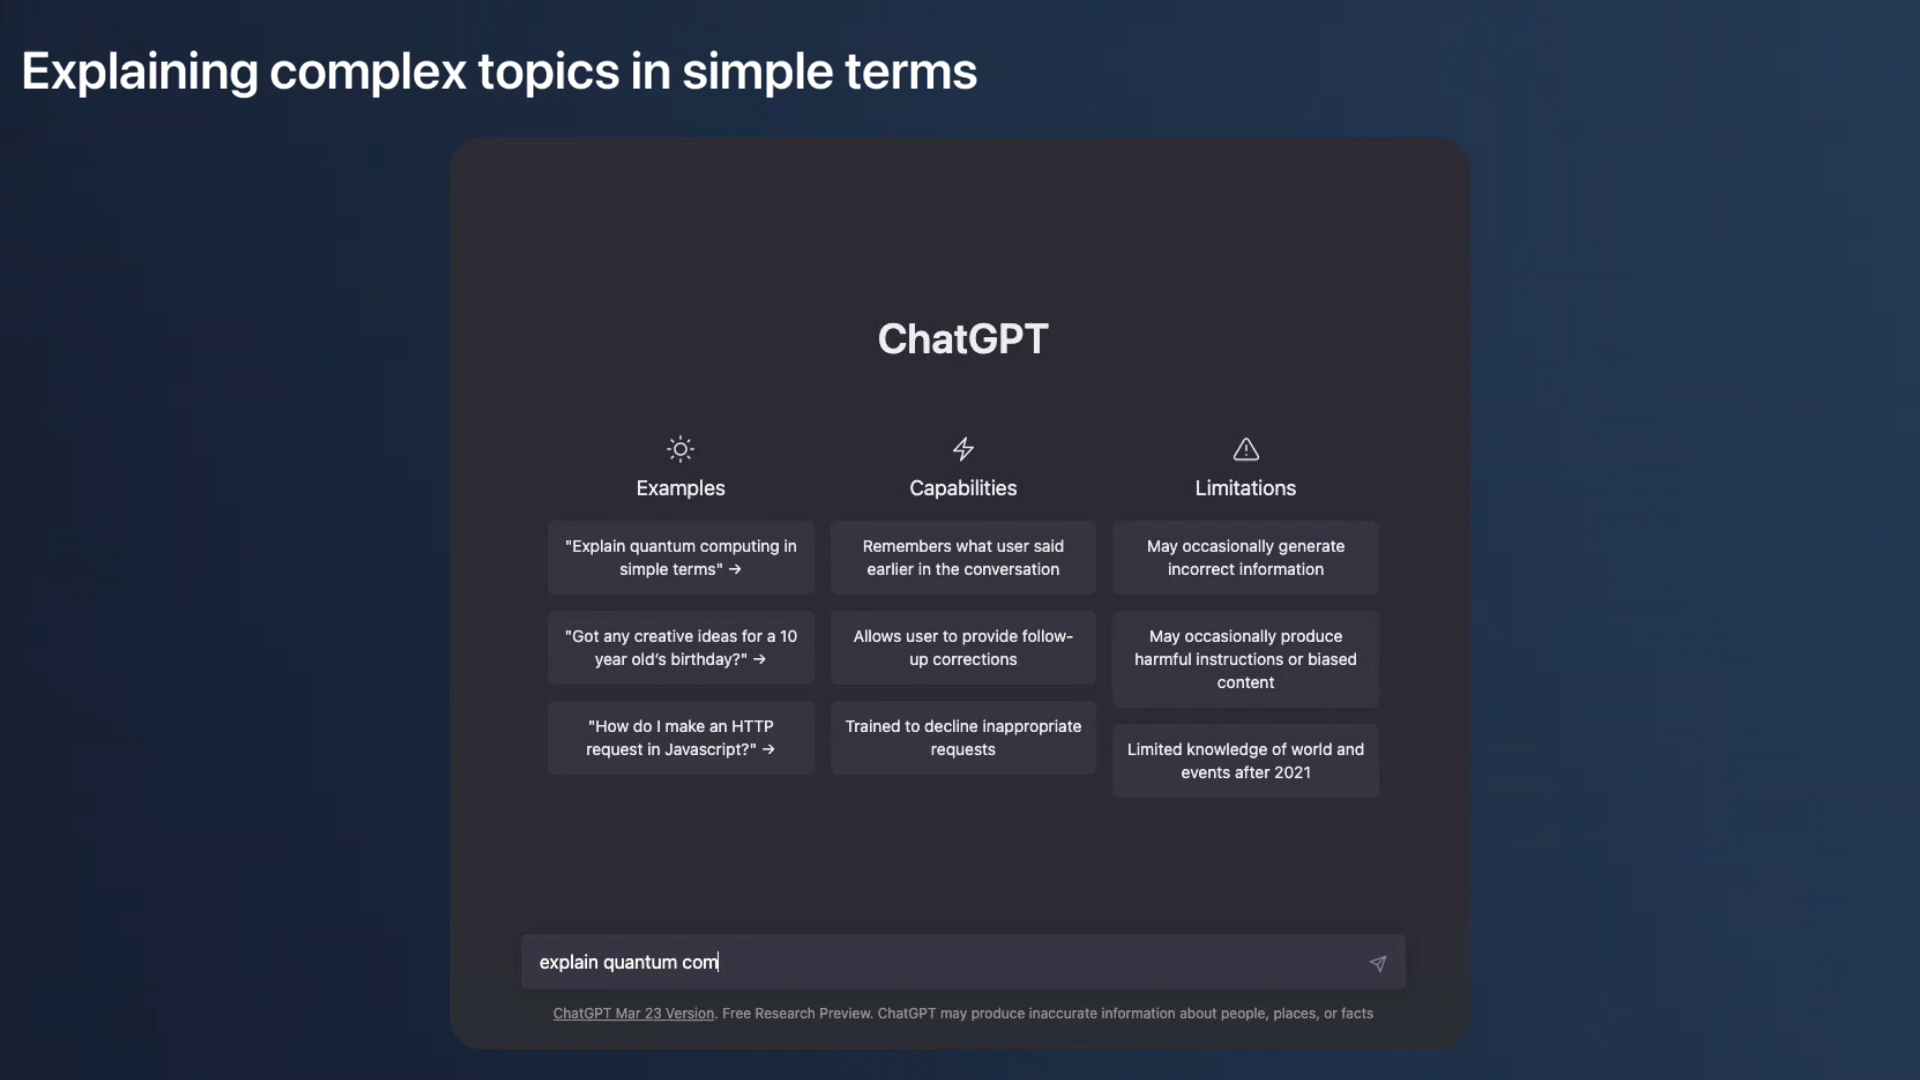 Explaining complex topics in simple terms
ChatGPT
Examples
"Explain quantum computing in
simple terms" →
"Got any creative ideas for a 10
year old's birthday?" →
"How do I make an HTTP
request in Javascript?" →
Capabilities
Remembers what user said
earlier in the conversation
Allows user to provide follow-
up corrections
Trained to decline inappropriate
requests
Limitations
May occasionally generate
incorrect information
May occasionally produce
harmful instructions or biased
content
Limited knowledge of world and
events after 2021
explain quantum com
ChatGPT Mar 23 Version. Free Research Preview. ChatGPT may produce inaccurate information about people, places, or facts